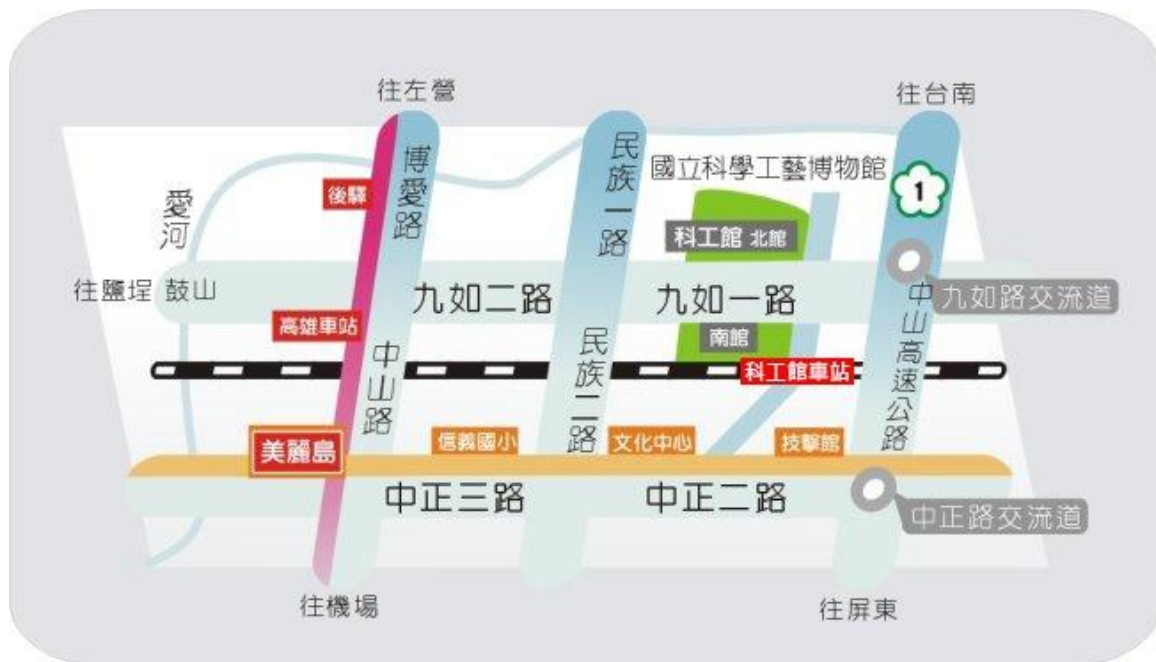 往左營
往台南
博愛路
民族一路
國立科學工藝博物館
1
後驛
愛河
科工館 北館
往鹽埕 鼓山
九如二路
九如一路
九如路交流道
高雄車站
南館
中山路
民族二路
科工館車站
中山高速公路
美麗島
信義國小
文化中心
技擊館
中正三路
中正二路
中正路交流道
往機場
往屏東